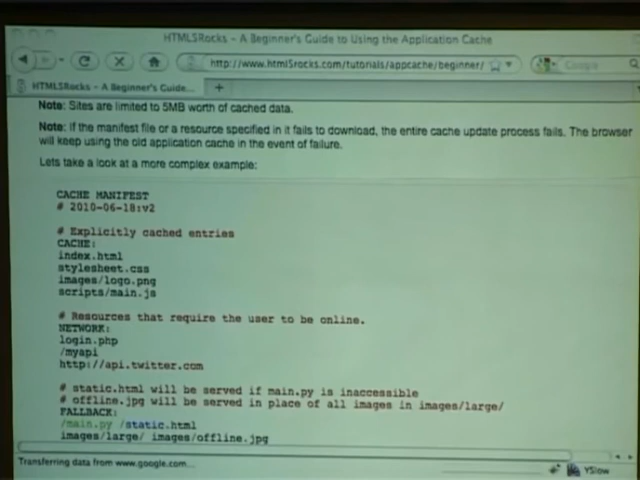 HTML5Rocks - A Beginner's Guide to Using the Application Cache
http://www.html5rocks.com/tutorials/appcache/beginner/
Google
HTML5Rocks - A Beginner's Guide...
Note: Sites are limited to 5MB worth of cached data.
Note: If the manifest file or a resource specified in it fails to download, the entire cache update process fails. The browser
will keep using the old application cache in the event of failure.
Lets take a look at a more complex example:
CACHE MANIFEST
# 2010-06-18:v2
# Explicitly cached entries
CACHE:
index.html
stylesheet.css
images/logo.png
scripts/main.js
# Resources that require the user to be online.
NETWORK:
login.php
/myapi
http://api.twitter.com
# static.html will be served if main.py is inaccessible
# offline.jpg will be served in place of all images in images/large/
FALLBACK:
/main.py /static.html
images/large/ images/offline.jpg
Transferring data from www.google.com...
YSlow